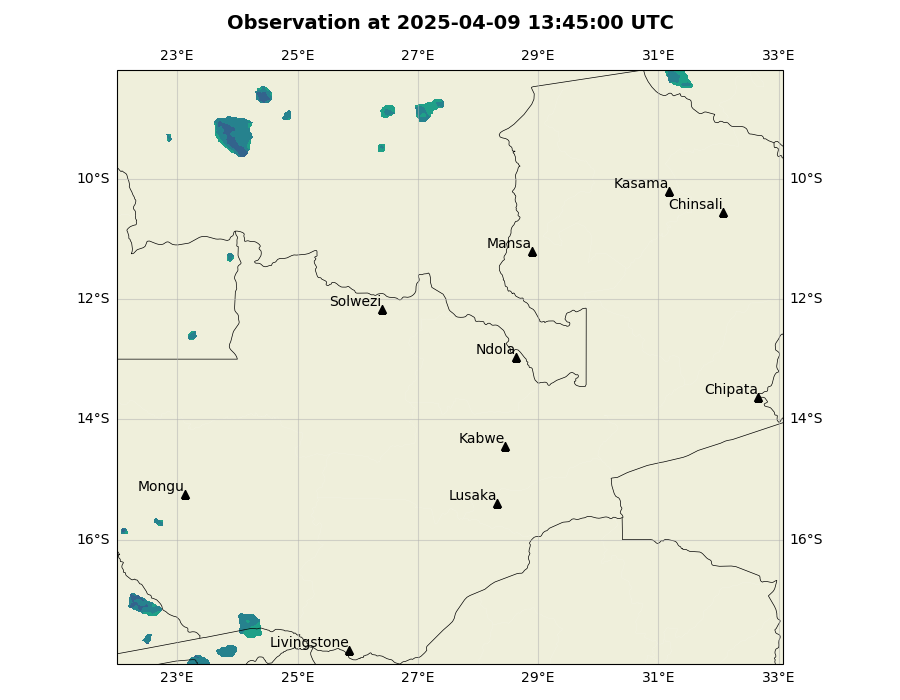 Observation at 2025-04-09 13:45:00 UTC
23°E 25°E 27°E 29°E 31°E 33°E
10°S 10°S
Kasama
Chinsali
Mansa
12°S 12°S
Solwezi
Ndola
Chipata
14°S 14°S
Kabwe
Mongu
Lusaka
16°S 16°S
Livingstone
23°E 25°E 27°E 29°E 31°E 33°E